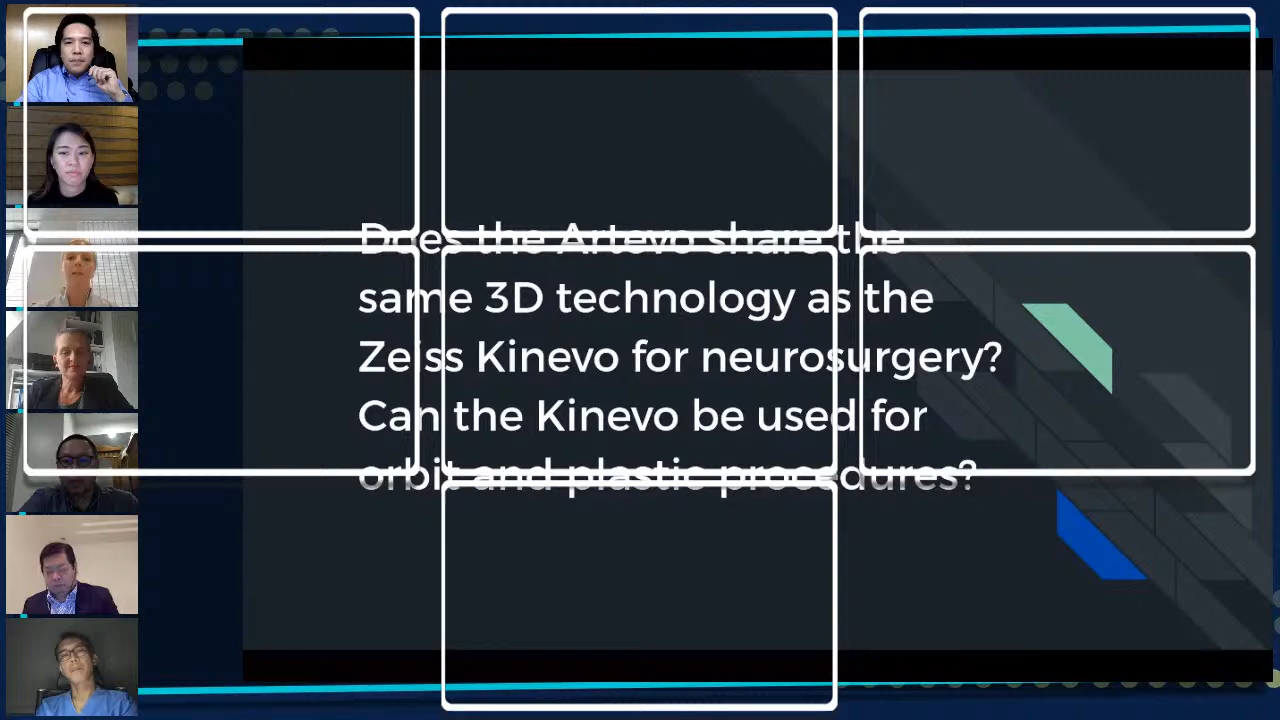 Does the Artevo share the
same 3D technology as the
Zeiss Kinevo for neurosurgery?
Can the Kinevo be used for
orbit and plastic procedures?